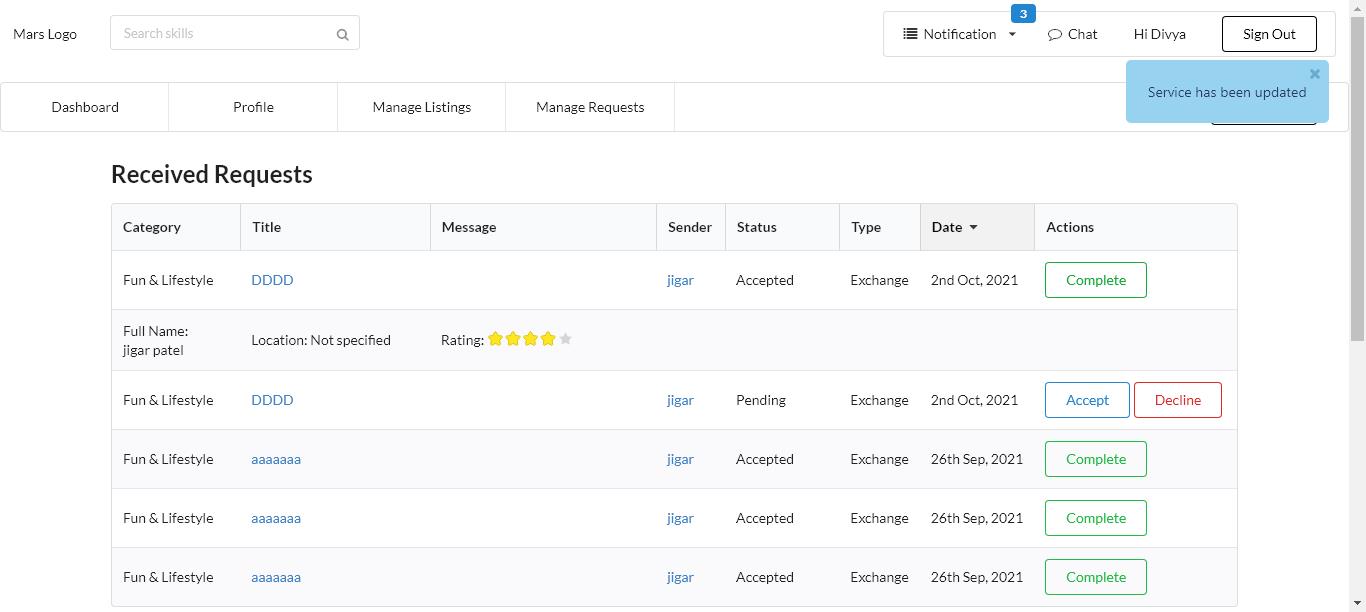 Mars Logo
Search skills
Notification
3
Chat
Hi Divya
Sign Out
Service has been updated
Dashboard
Profile
Manage Listings
Manage Requests
Received Requests
Category Title Message Sender Status Type Date Actions
Fun & Lifestyle DDDD jigar Accepted Exchange 2nd Oct, 2021 Complete
Full Name:
jigar patel
Location: Not specified
Rating:
Fun & Lifestyle DDDD jigar Pending Exchange 2nd Oct, 2021 Accept Decline
Fun & Lifestyle aaaaaaa jigar Accepted Exchange 26th Sep, 2021 Complete
Fun & Lifestyle aaaaaaa jigar Accepted Exchange 26th Sep, 2021 Complete
Fun & Lifestyle aaaaaaa jigar Accepted Exchange 26th Sep, 2021 Complete